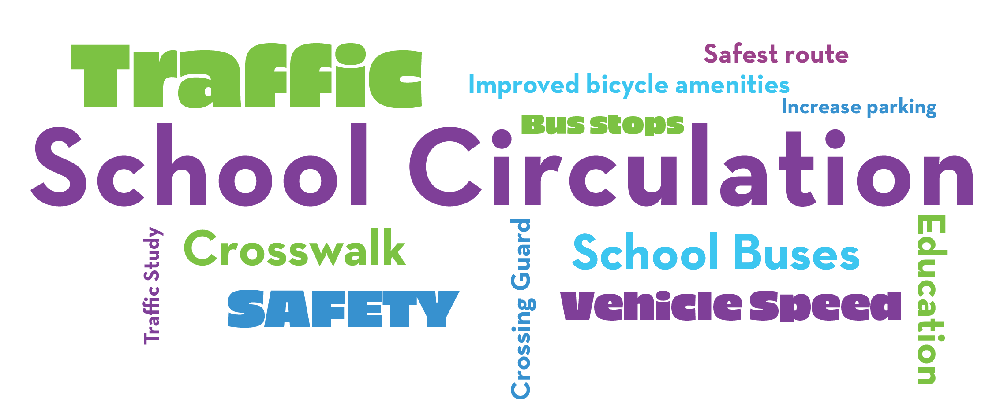 Traffic
Safest route
Improved bicycle amenities
Increase parking
Bus stops
School Circulation
Traffic Study
Crosswalk
Crossing Guard
School Buses
Education
SAFETY
Vehicle Speed